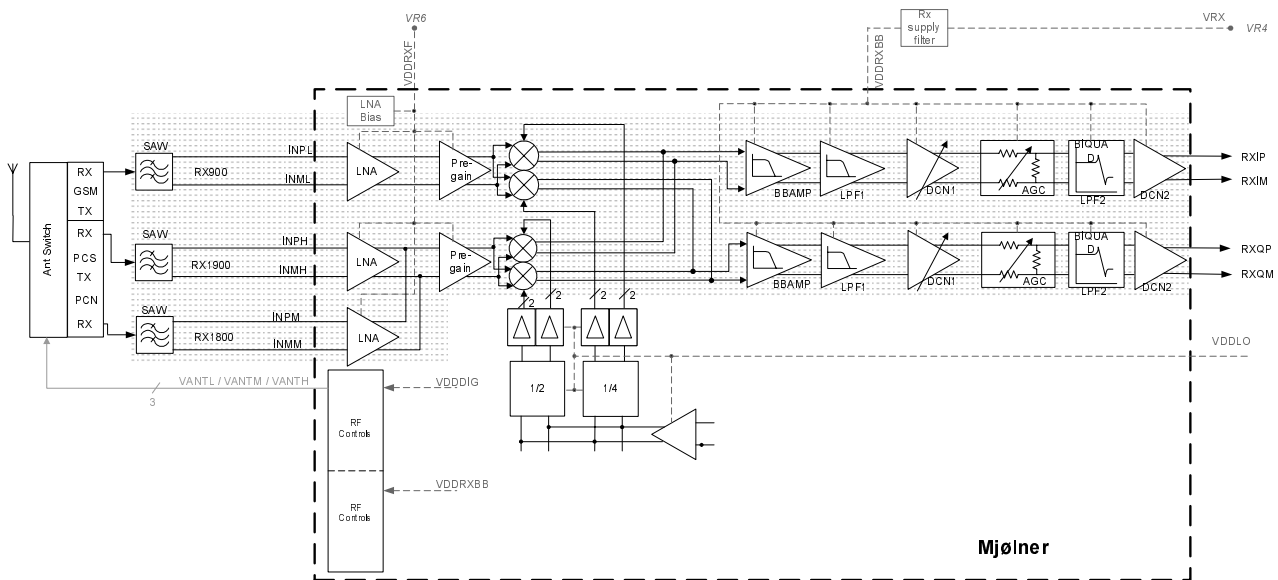 VR6
VDDRXF
Rx
supply
filter
VRX
VR4
VDDRXBB
LNA
Bias
SAW
RX900
INPL
INML
LNA
Pre-
gain
BBAMP
LPF1
DCN1
AGC
BIQUA
D
LPF2
DCN2
RXIP
RXIM
Ant Switch
RX
GSM
TX
RX
PCS
TX
PCN
RX
SAW
RX1900
INPH
INMH
LNA
Pre-
gain
BBAMP
LPF1
DCN1
AGC
BIQUA
D
LPF2
DCN2
RXQP
RXQM
SAW
RX1800
INPM
INMM
LNA
2
2
2
2
1/2
1/4
VDDLO
VANTL / VANTM / VANTH
3
VDDDIG
RF
Controls
VDDRXBB
RF
Controls
Mjølner